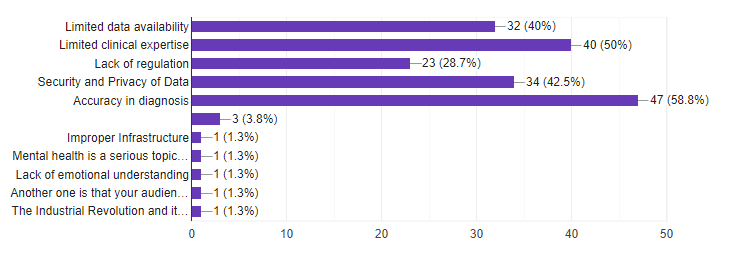 Limited data availability 32 (40%)
Limited clinical expertise 40 (50%)
Lack of regulation 23 (28.7%)
Security and Privacy of Data 34 (42.5%)
Accuracy in diagnosis 47 (58.8%)
3 (3.8%)
Improper Infrastructure 1 (1.3%)
Mental health is a serious topic... 1 (1.3%)
Lack of emotional understanding 1 (1.3%)
Another one is that your audien... 1 (1.3%)
The Industrial Revolution and it... 1 (1.3%)
0 10 20 30 40 50